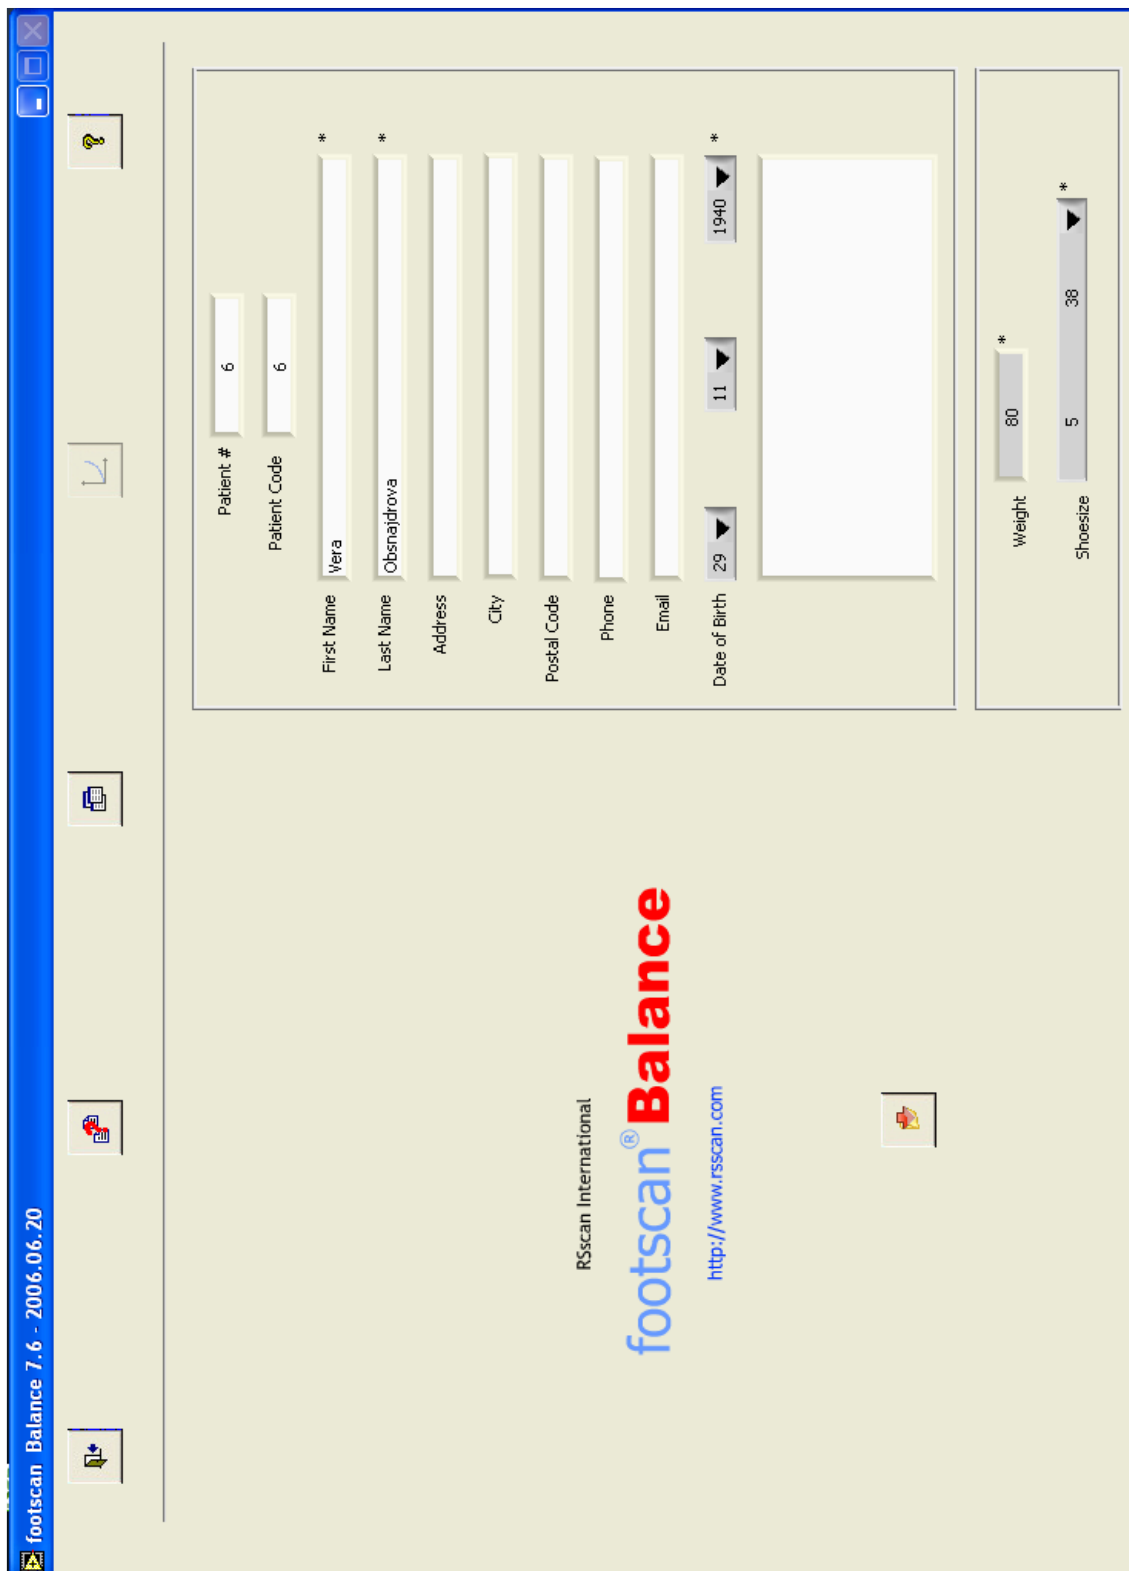 footscan Balance 7.6 - 2006.06.20
RSscan International
footscan® Balance
http://www.rsscan.com
Patient # 6
Patient Code 6
First Name Vera *
Last Name Obsnajdrova *
Address
City
Postal Code
Phone
Email
Date of Birth 29 11 1940 *
Weight 80 *
Shoesize 5 38 *